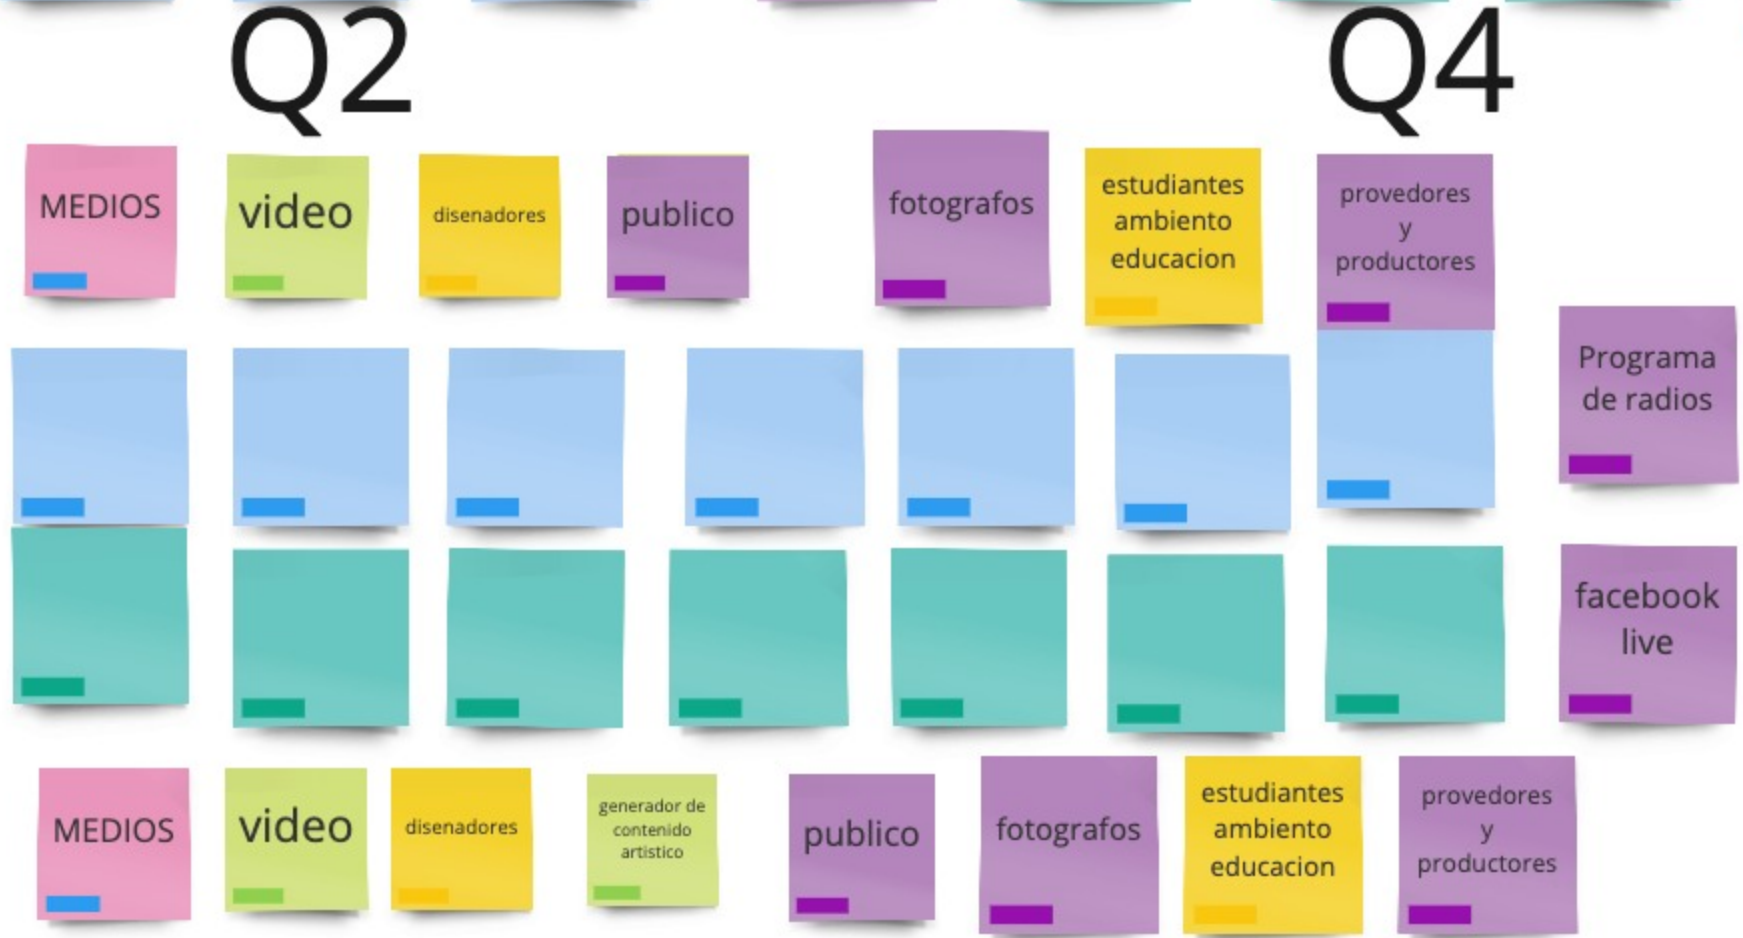 Q2
Q4
MEDIOS
video
disenadores
publico
fotografos
estudiantes
ambiento
educacion
provedores
y
productores
Programa
de radios
facebook
live
MEDIOS
video
disenadores
generador de
contenido
artistico
publico
fotografos
estudiantes
ambiento
educacion
provedores
y
productores